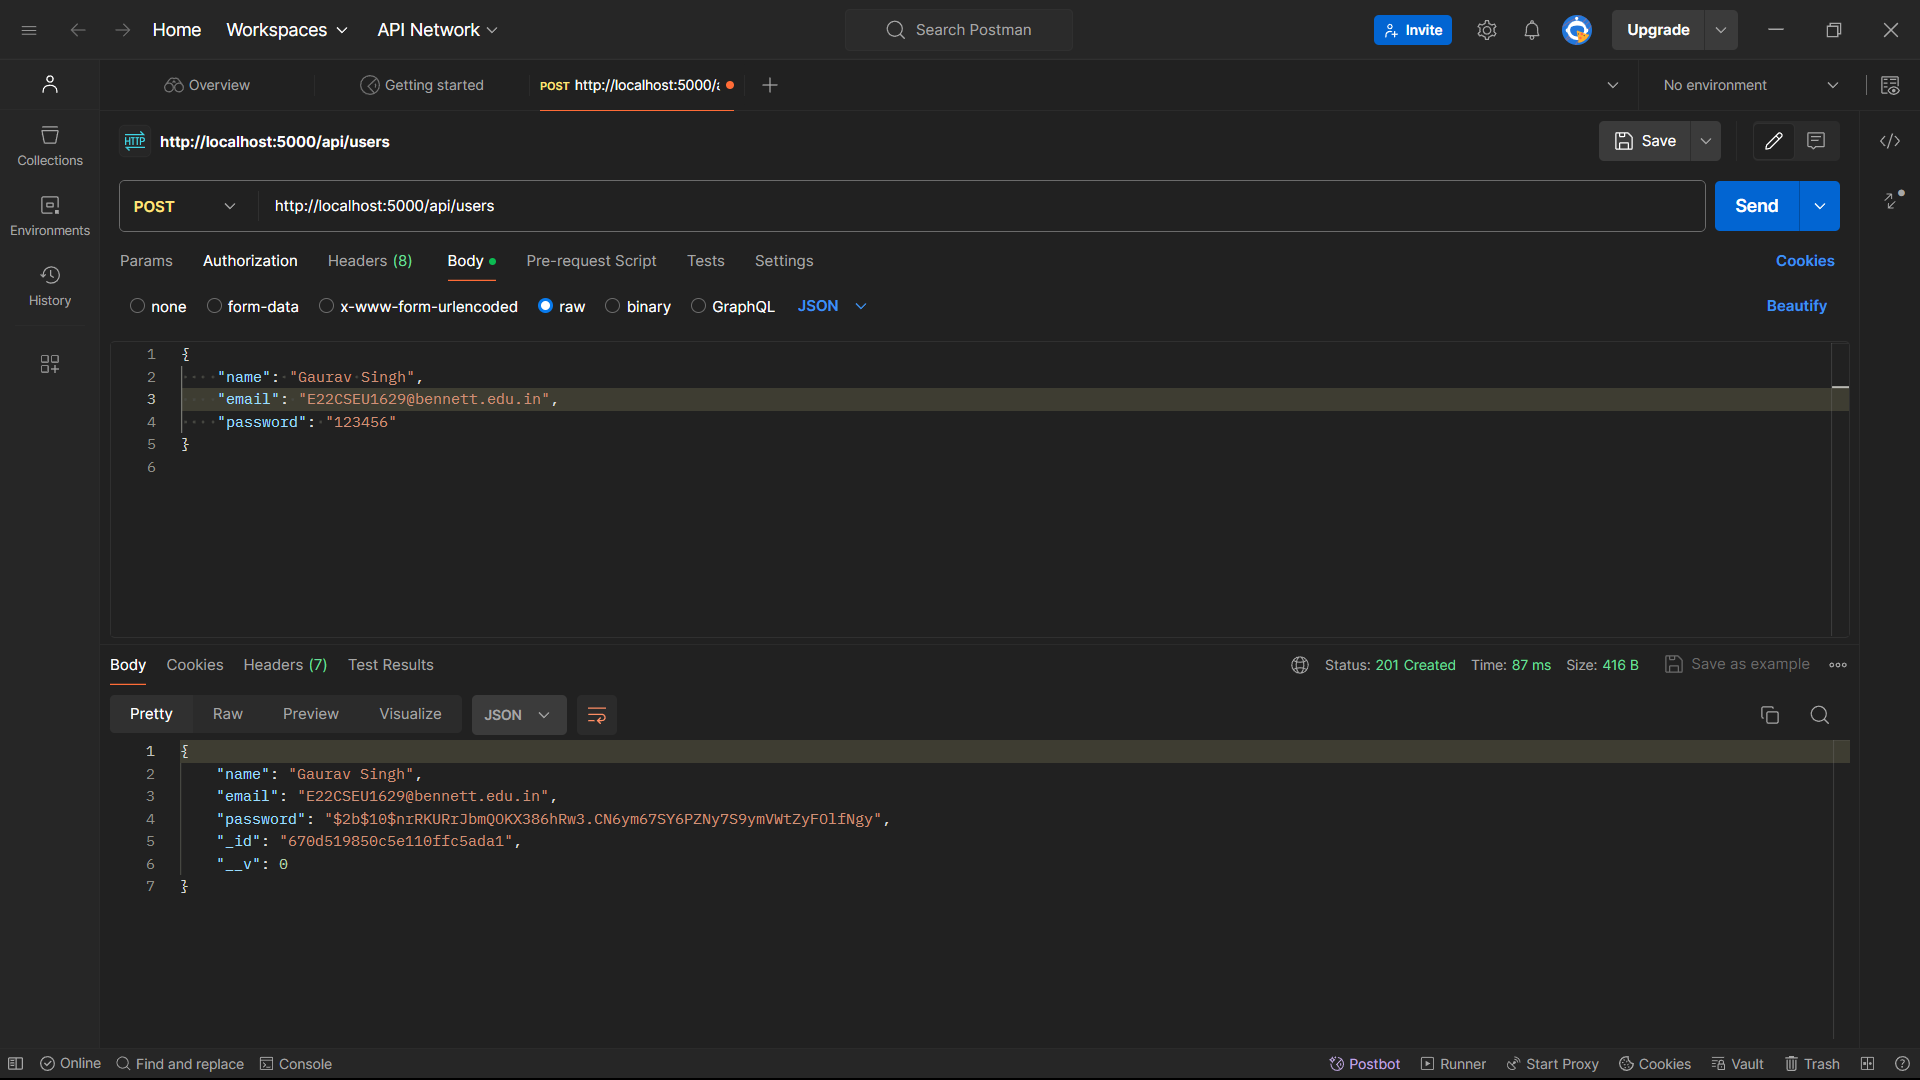 Home Workspaces API Network Search Postman Invite Upgrade
Overview Getting started POST http://localhost:5000/a No environment
HTTP http://localhost:5000/api/users Save
Collections
POST http://localhost:5000/api/users Send
Environments
Params Authorization Headers (8) Body Pre-request Script Tests Settings Cookies
History
none form-data x-www-form-urlencoded raw binary GraphQL JSON Beautify
1 {
2 "name": "Gaurav Singh",
3 "email": "E22CSEU1629@bennett.edu.in",
4 "password": "123456"
5 }
6
Body Cookies Headers (7) Test Results Status: 201 Created Time: 87 ms Size: 416 B Save as example
Pretty Raw Preview Visualize JSON
1 {
2 "name": "Gaurav Singh",
3 "email": "E22CSEU1629@bennett.edu.in",
4 "password": "$2b$10$nrRKURrJbmQOKX386hRw3.CN6ym67SY6PZNy7S9ymVWtZyFOlfNgy",
5 "_id": "670d519850c5e110ffc5ada1",
6 "__v": 0
7 }
Online Find and replace Console Postbot Runner Start Proxy Cookies Vault Trash